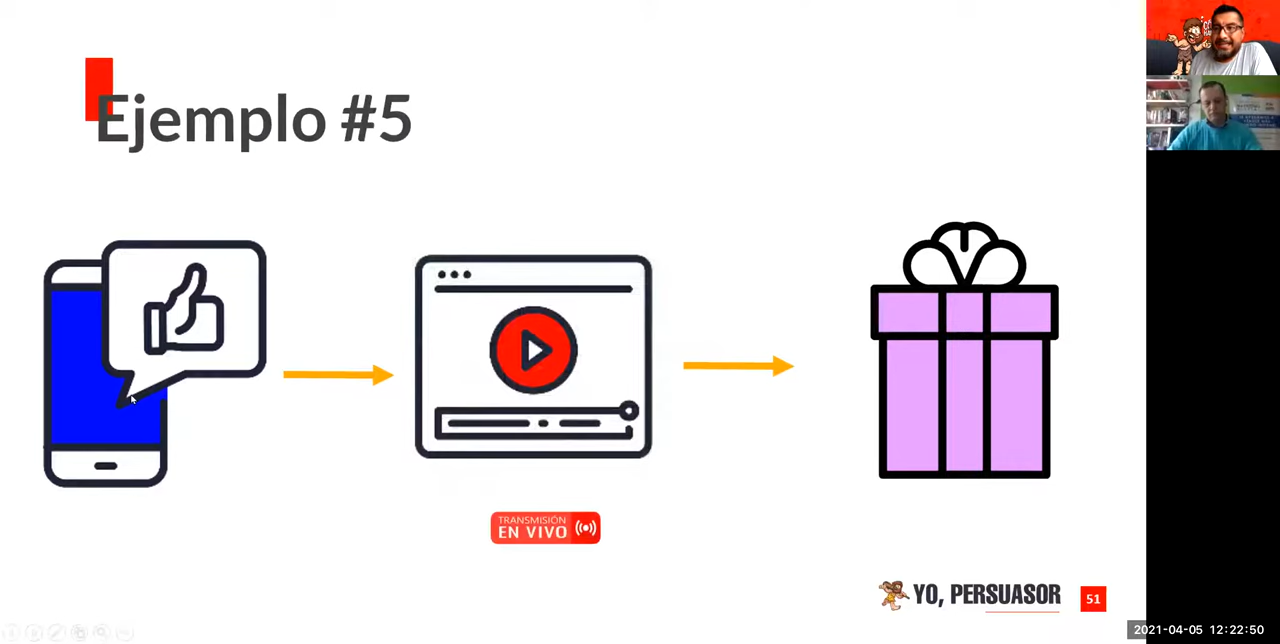 Ejemplo #5
TRANSMISIÓN
EN VIVO
YO, PERSUASOR
51
2021-04-05 12:22:50